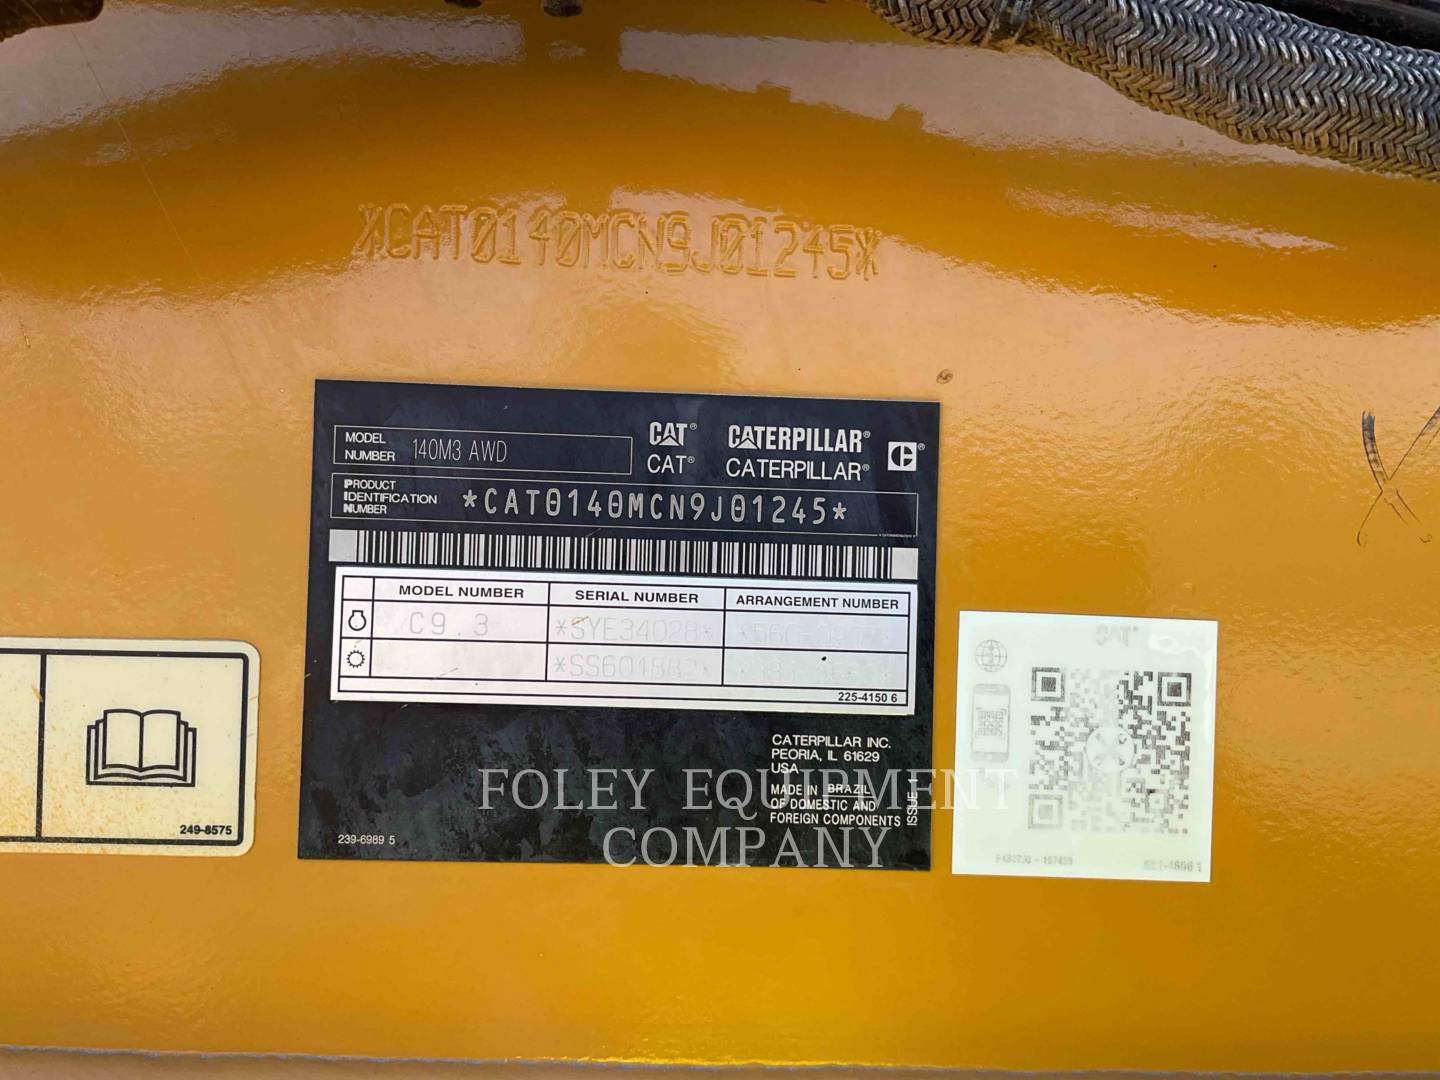 *CAT0140MCN9J01245*
MODEL NUMBER 140M3 AWD
CAT® CATERPILLAR®
CAT® CATERPILLAR®
PRODUCT IDENTIFICATION NUMBER *CAT0140MCN9J01245*
MODEL NUMBER SERIAL NUMBER ARRANGEMENT NUMBER
C9.3 *SYE34028*
225-4150 6
CATERPILLAR INC.
PEORIA, IL 61629
USA
MADE IN BRAZIL
OF DOMESTIC AND
FOREIGN COMPONENTS
ISSUE 1
239-6989 5
249-8575
CAT®
FOLEY EQUIPMENT
COMPANY